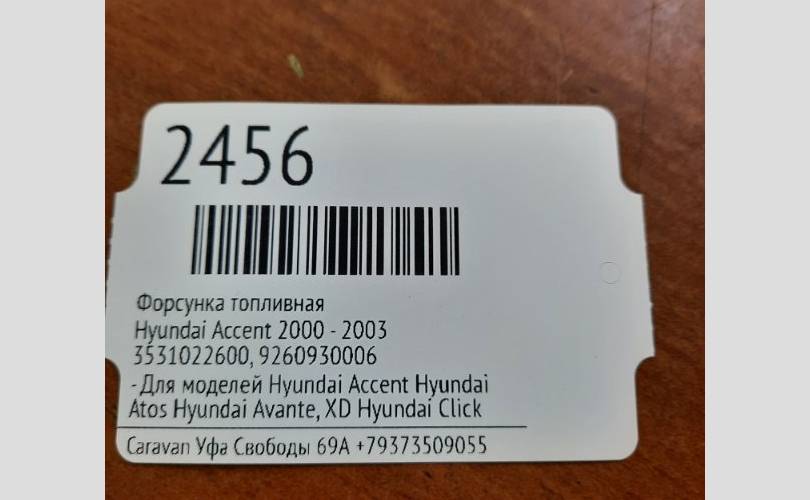 2456
Форсунка топливная
Hyundai Accent 2000 - 2003
3531022600, 9260930006
- Для моделей Hyundai Accent Hyundai
Atos Hyundai Avante, XD Hyundai Click
Caravan Уфа Свободы 69А +79373509055